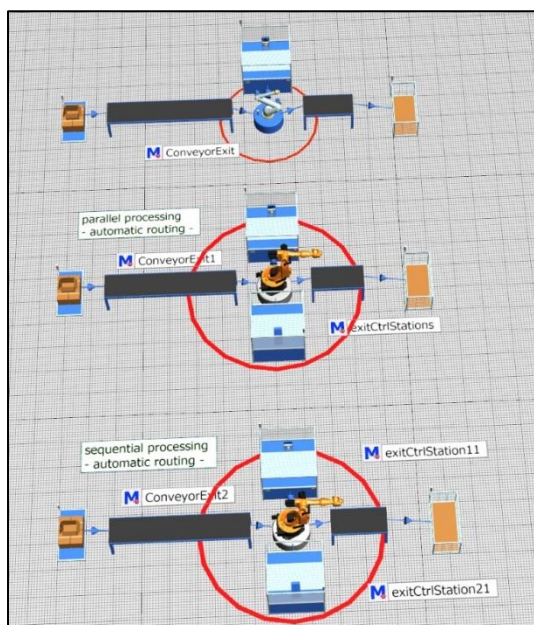 M ConveyorExit
parallel processing
- automatic routing -
M ConveyorExit1
M exitCtrlStations
sequential processing
- automatic routing -
M exitCtrlStation11
M ConveyorExit2
M exitCtrlStation21